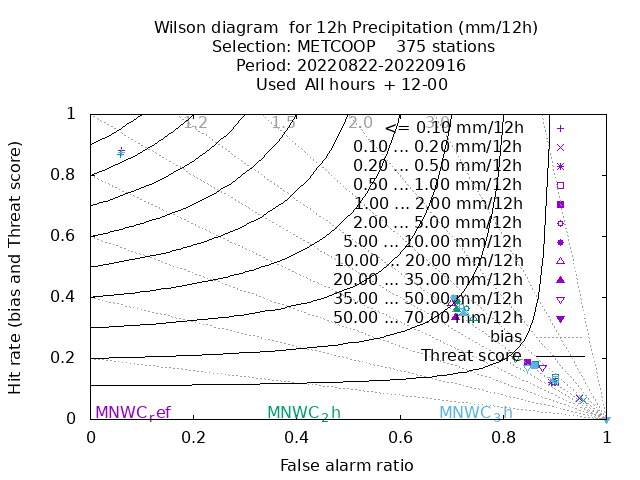 Wilson diagram  for 12h Precipitation (mm/12h)
Selection: METCOOP    375 stations
Period: 20220822-20220916
Used  All hours  + 12-00
1.2 1.5 2.0 3.0
<= 0.10 mm/12h
0.10 ... 0.20 mm/12h
0.20 ... 0.50 mm/12h
0.50 ... 1.00 mm/12h
1.00 ... 2.00 mm/12h
2.00 ... 5.00 mm/12h
5.00 ... 10.00 mm/12h
10.00 ... 20.00 mm/12h
20.00 ... 35.00 mm/12h
35.00 ... 50.00 mm/12h
50.00 ... 70.00 mm/12h
bias
Threat score
1
0.8
0.6
0.4
0.2
0
Hit rate (bias and Threat score)
MNWC_ref MNWC_2h MNWC_3h
0 0.2 0.4 0.6 0.8 1
False alarm ratio